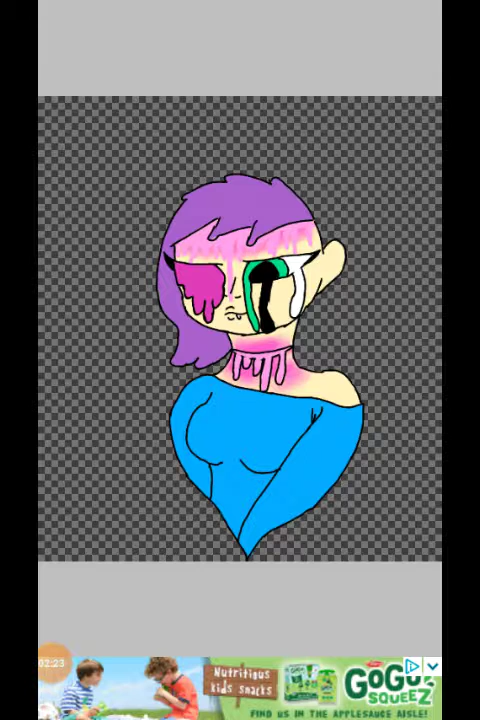 02:23
Nutritious
kids snacks
GOGO
SQUEEZ
FIND US IN THE APPLESAUCE AISLE!